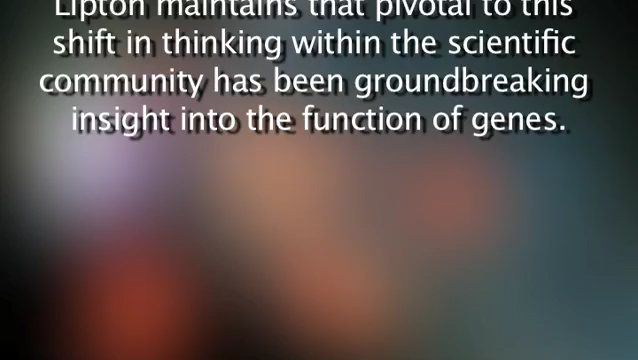 Lipton maintains that pivotal to this
shift in thinking within the scientific
community has been groundbreaking
insight into the function of genes.